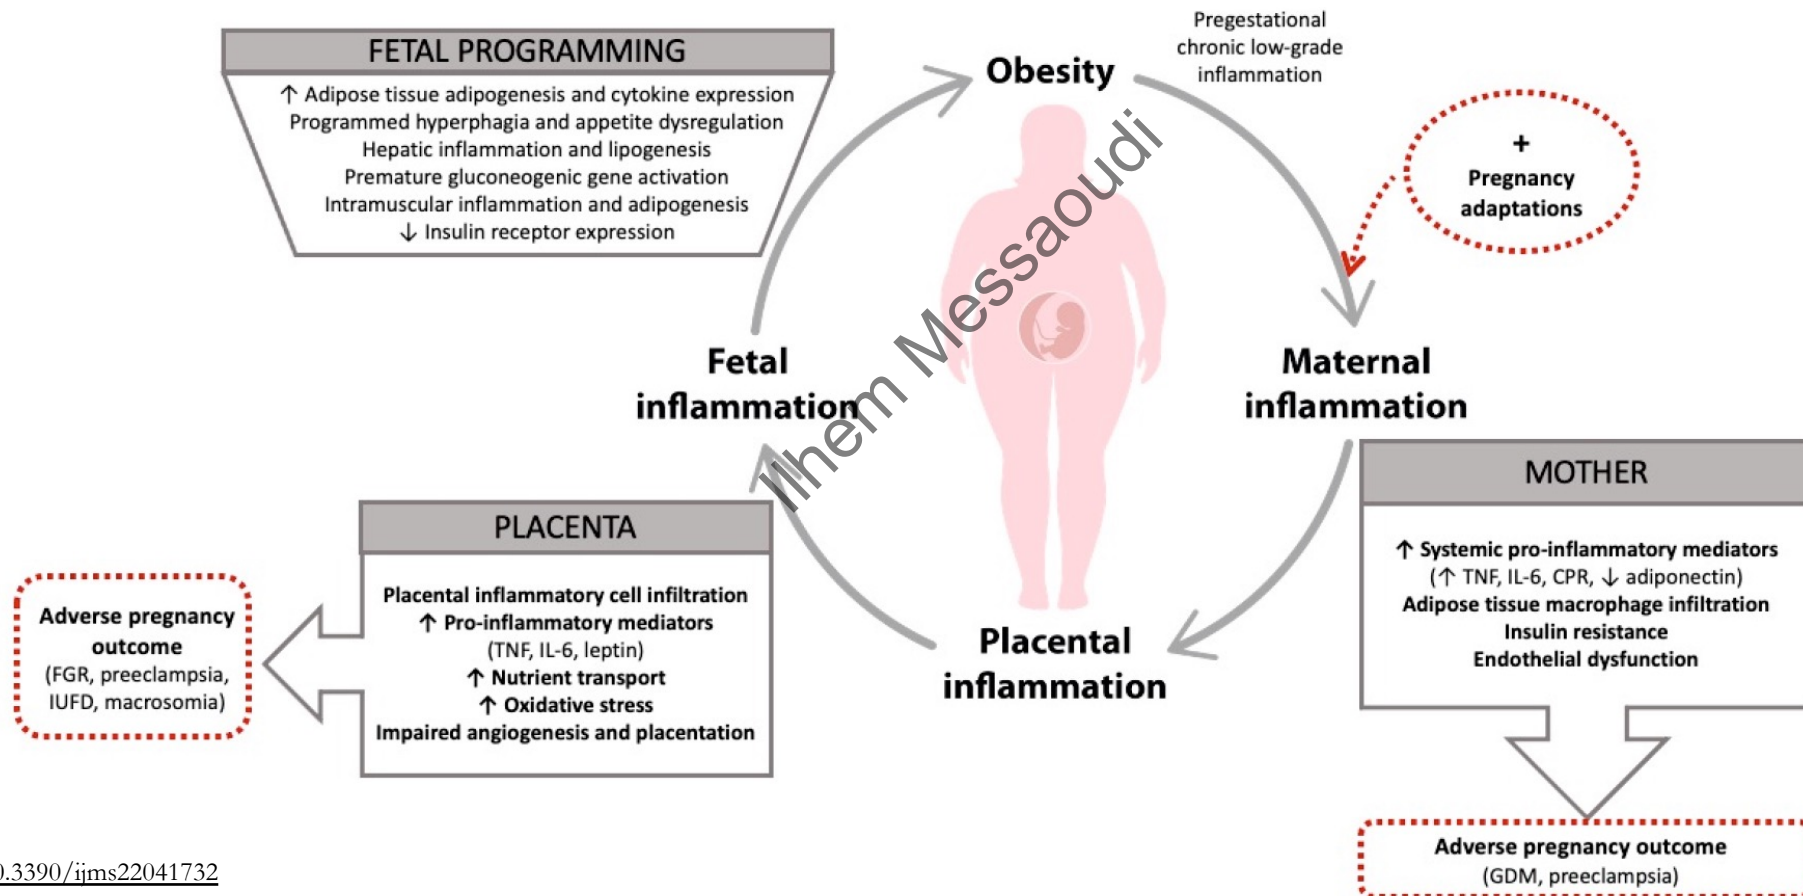 Pregestational
chronic low-grade
inflammation
FETAL PROGRAMMING
↑ Adipose tissue adipogenesis and cytokine expression
Programmed hyperphagia and appetite dysregulation
Hepatic inflammation and lipogenesis
Premature gluconeogenic gene activation
Intramuscular inflammation and adipogenesis
↓ Insulin receptor expression
Obesity
+
Pregnancy
adaptations
Maternal
inflammation
MOTHER
↑ Systemic pro-inflammatory mediators
(↑ TNF, IL-6, CPR, ↓ adiponectin)
Adipose tissue macrophage infiltration
Insulin resistance
Endothelial dysfunction
Adverse pregnancy outcome
(GDM, preeclampsia)
Placental
inflammation
PLACENTA
Placental inflammatory cell infiltration
↑ Pro-inflammatory mediators
(TNF, IL-6, leptin)
↑ Nutrient transport
↑ Oxidative stress
Impaired angiogenesis and placentation
Adverse pregnancy
outcome
(FGR, preeclampsia,
IUFD, macrosomia)
Fetal
inflammation
Ilhem Messaoudi
0.3390/ijms22041732